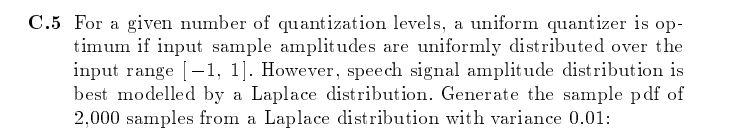 C.5 For a given number of quantization levels, a uniform quantizer is op-
timum if input sample amplitudes are uniformly distributed over the
input range [−1, 1]. However, speech signal amplitude distribution is
best modelled by a Laplace distribution. Generate the sample pdf of
2,000 samples from a Laplace distribution with variance 0.01: